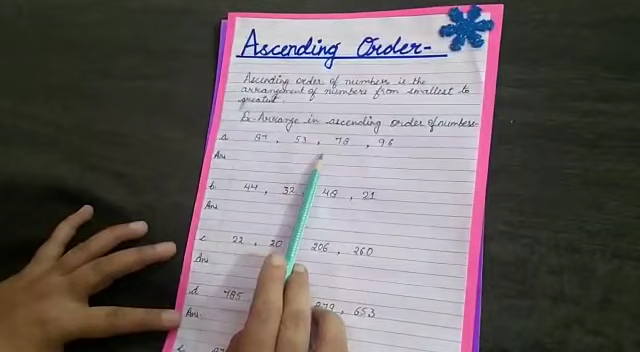 Ascending Order-
Ascending order of numbers is the
arrangement of numbers from smallest to
greatest.
Ex- Arrange in ascending order of numbers-
a. 87, 53, 78, 96
Ans
b. 44, 32, 48, 21
Ans
c. 22, 20 206, 260
Ans
d. 785 653
Ans